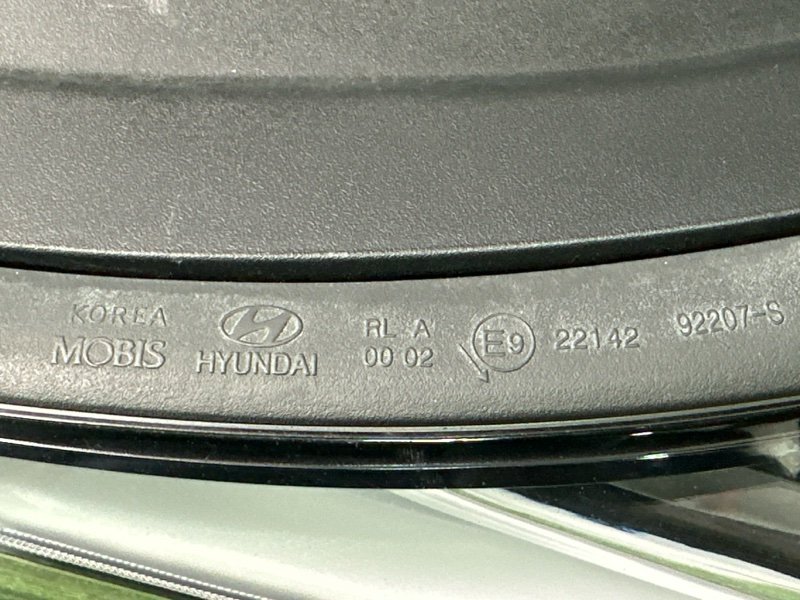 KOREA
MOBIS
HYUNDAI
RL A
00 02
E9
22142
92207-S